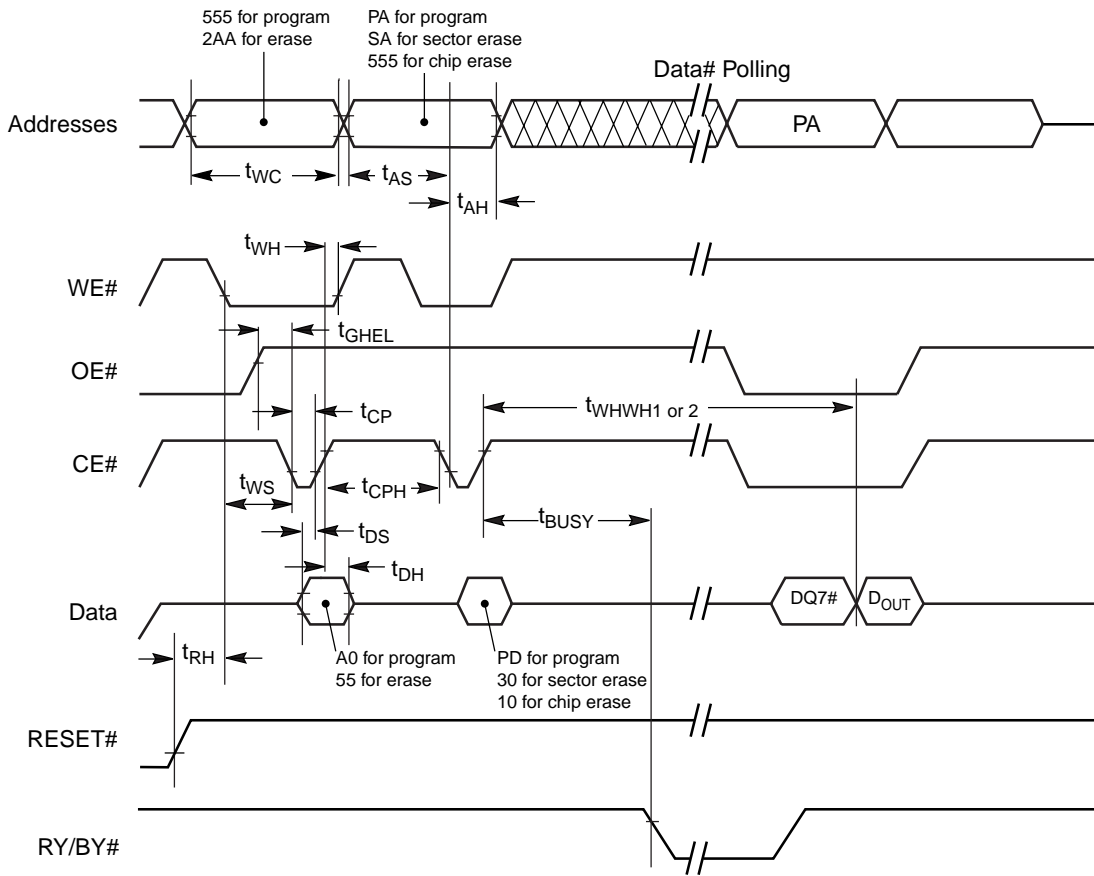 555 for program
2AA for erase
PA for program
SA for sector erase
555 for chip erase
Data# Polling
Addresses
PA
tWC
tAS
tAH
tWH
WE#
tGHEL
OE#
tWHWH1 or 2
tCP
CE#
tWS
tCPH
tBUSY
tDS
tDH
Data
DQ7#
DOUT
tRH
A0 for program
55 for erase
PD for program
30 for sector erase
10 for chip erase
RESET#
RY/BY#